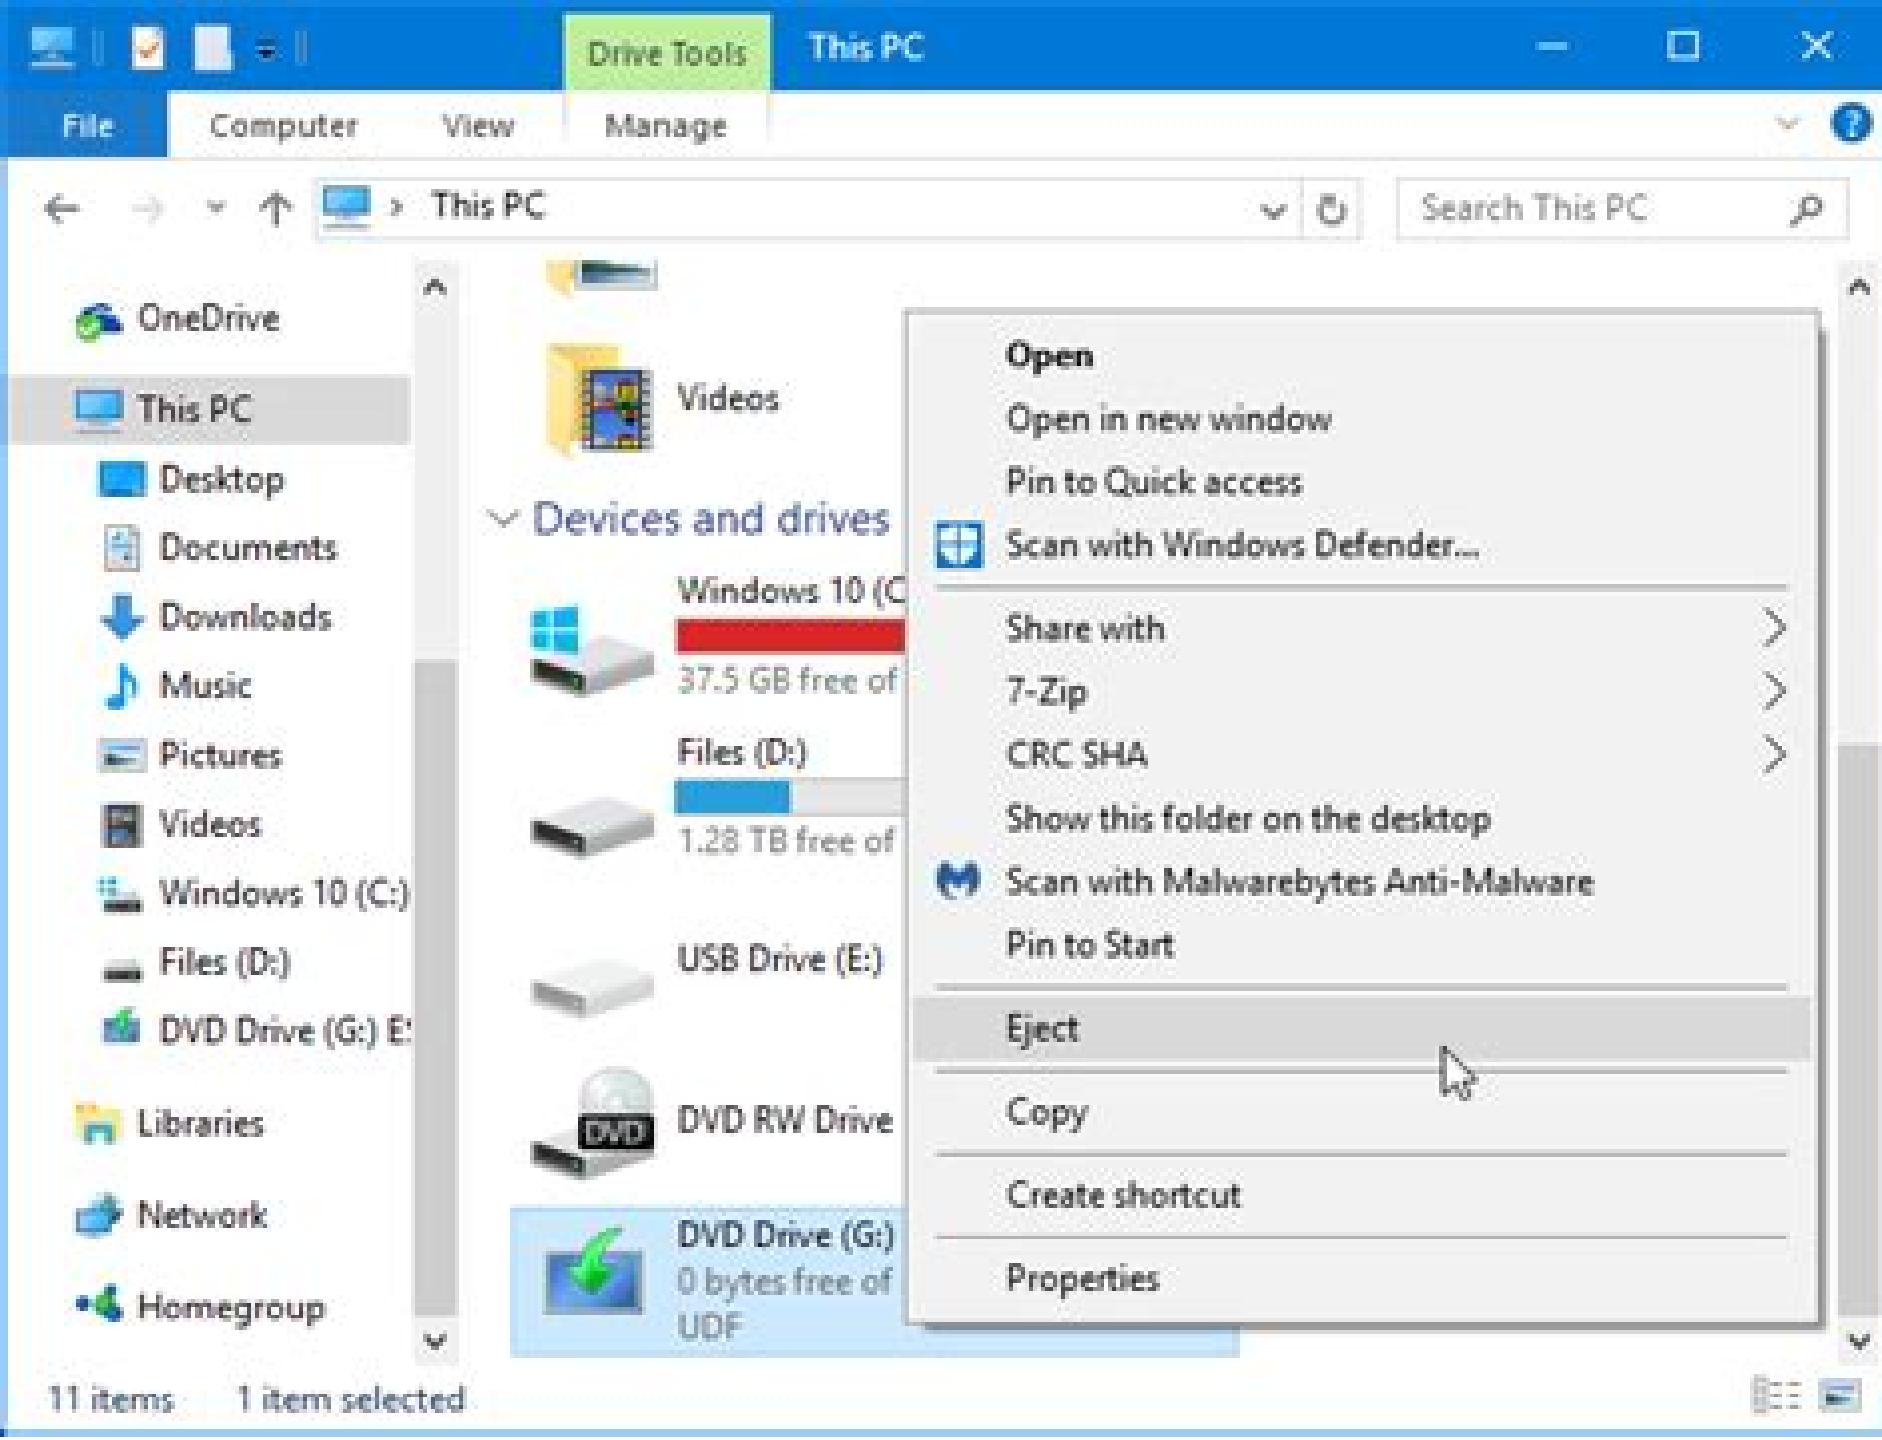 Drive Tools
This PC
File
Computer
View
Manage
This PC
Search This PC
OneDrive
This PC
Desktop
Documents
Downloads
Music
Pictures
Videos
Windows 10 (C:)
Files (D:)
DVD Drive (G:) E
Libraries
Network
Homegroup
Videos
Devices and drives
Windows 10 (C
37.5 GB free of
Files (D:)
1.28 TB free of
USB Drive (E:)
DVD RW Drive
DVD
DVD Drive (G:)
0 bytes free of
UDF
Open
Open in new window
Pin to Quick access
Scan with Windows Defender...
Share with
7-Zip
CRC SHA
Show this folder on the desktop
Scan with Malwarebytes Anti-Malware
Pin to Start
Eject
Copy
Create shortcut
Properties
11 items
1 item selected